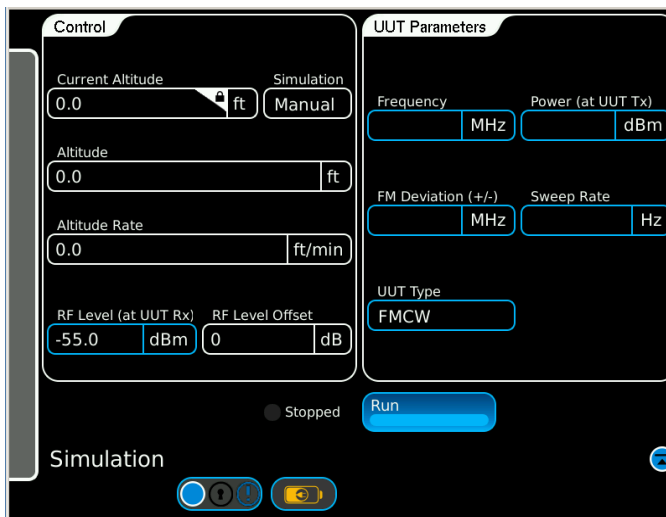 Control
Current Altitude
Simulation
0.0 ft
Manual
Altitude
0.0 ft
Altitude Rate
0.0 ft/min
RF Level (at UUT Rx)
RF Level Offset
-55.0 dBm
0 dB
UUT Parameters
Frequency
Power (at UUT Tx)
MHz
dBm
FM Deviation (+/-)
Sweep Rate
MHz
Hz
UUT Type
FMCW
Stopped
Run
Simulation